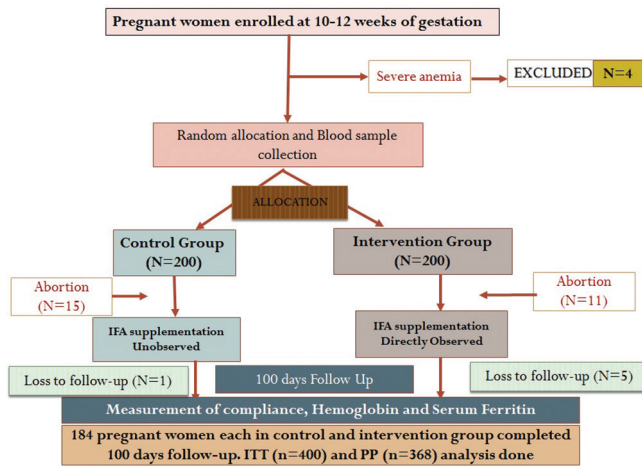 Pregnant women enrolled at 10-12 weeks of gestation
Severe anemia
EXCLUDED N=4
Random allocation and Blood sample
collection
ALLOCATION
Control Group
(N=200)
Intervention Group
(N=200)
Abortion
(N=15)
Abortion
(N=11)
IFA supplementation
Unobserved
IFA supplementation
Directly Observed
Loss to follow-up (N=1)
100 days Follow Up
Loss to follow-up (N=5)
Measurement of compliance, Hemoglobin and Serum Ferritin
184 pregnant women each in control and intervention group completed
100 days follow-up. ITT (n=400) and PP (n=368) analysis done